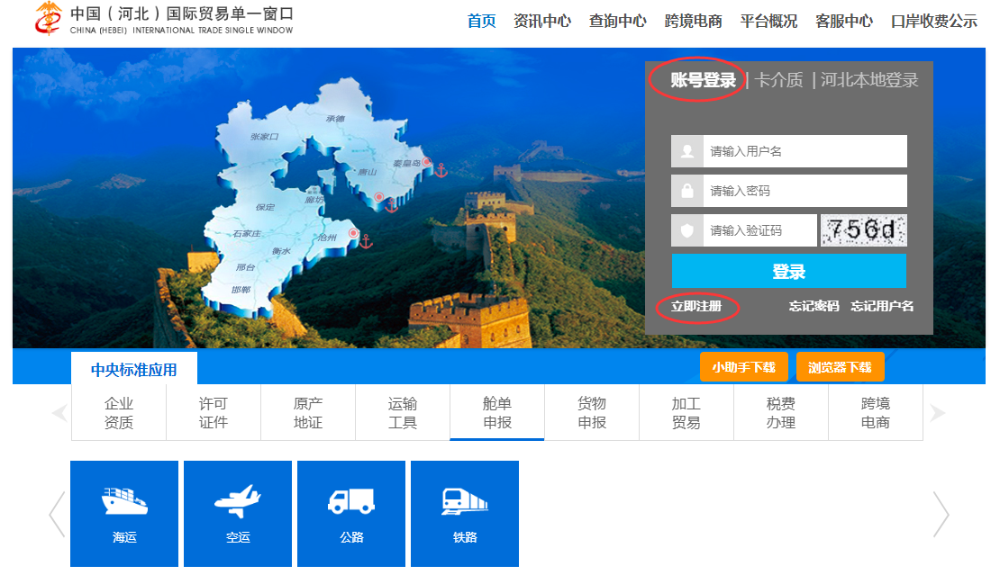 中国（河北）国际贸易单一窗口
CHINA (HEBEI) INTERNATIONAL TRADE SINGLE WINDOW
首页 资讯中心 查询中心 跨境电商 平台概况 客服中心 口岸收费公示
账号登录 | 卡介质 | 河北本地登录
承德
张家口
秦皇岛
唐山
廊坊
保定
石家庄
沧州
衡水
邢台
邯郸
请输入用户名
请输入密码
请输入验证码 756d
登录
立即注册 忘记密码 忘记用户名
中央标准应用 小助手下载 浏览器下载
企业 许可 原产 运输 舱单 货物 加工 税费 跨境
资质 证件 地证 工具 申报 申报 贸易 办理 电商
海运 空运 公路 铁路